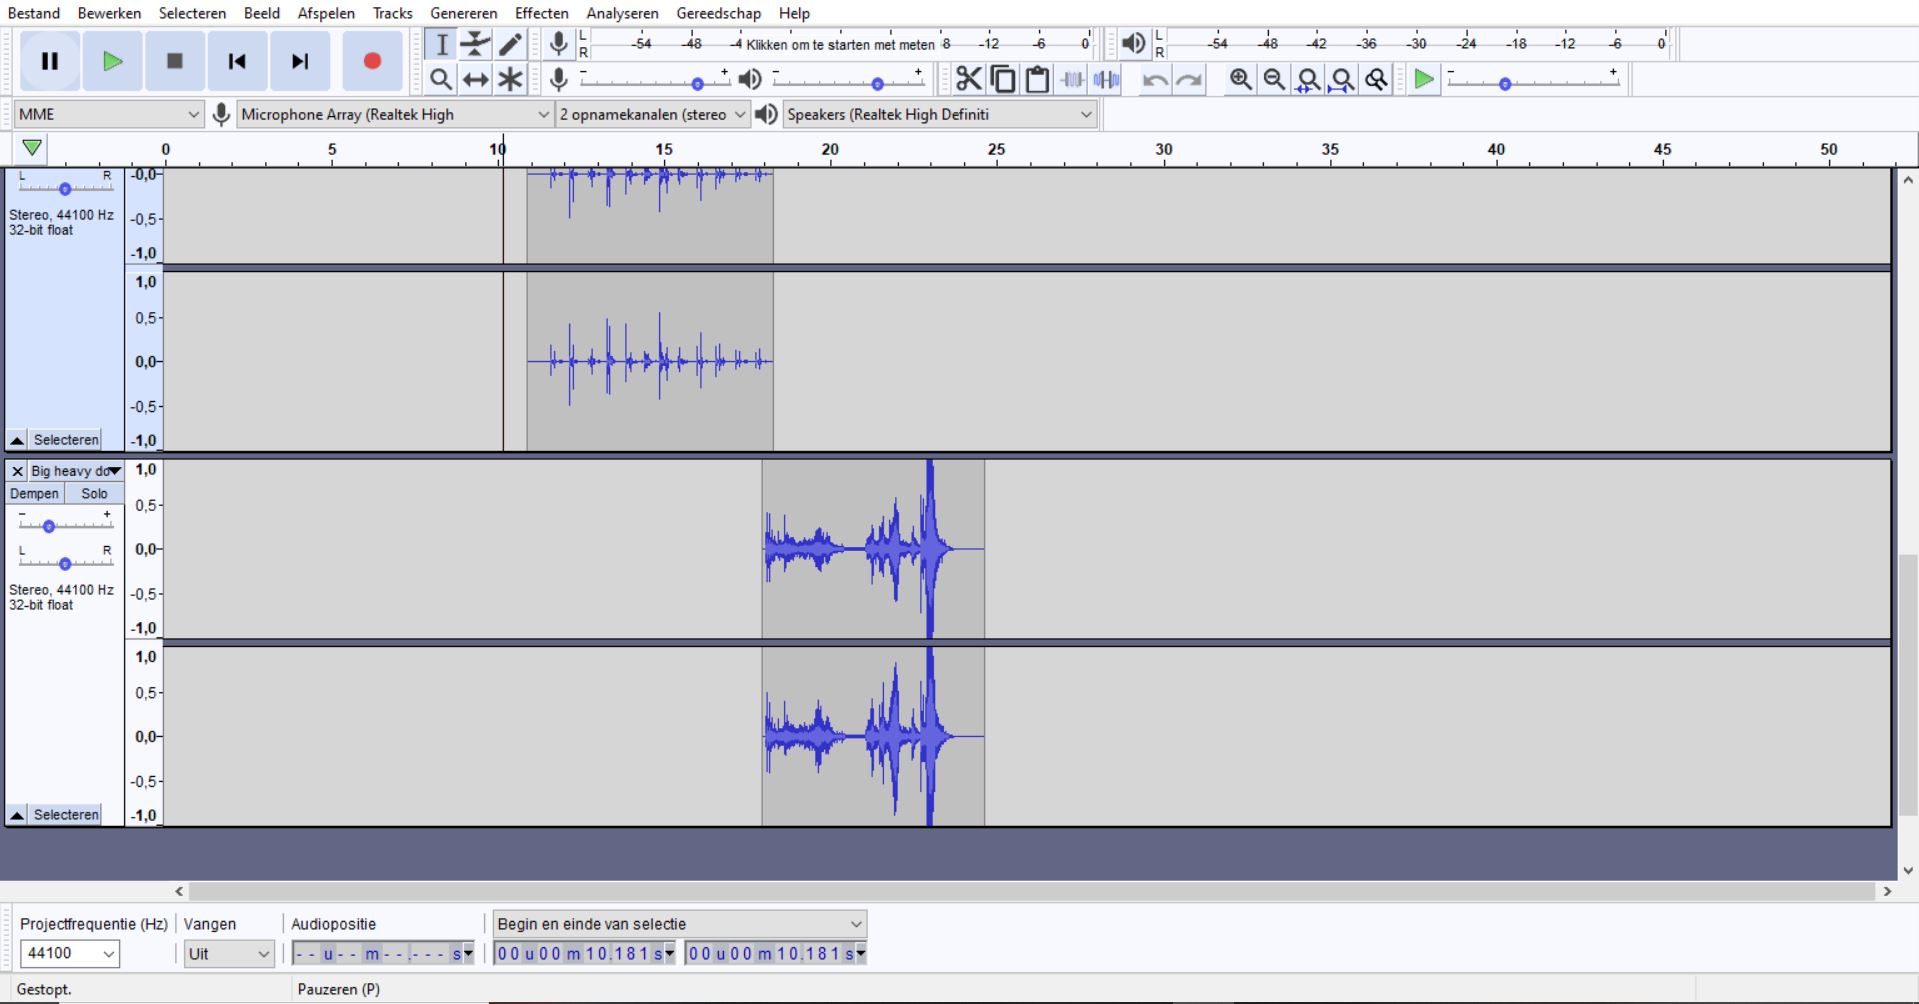 Bestand Bewerken Selecteren Beeld Afspelen Tracks Genereren Effecten Analyseren Gereedschap Help
L -54 -48 -4 Klikken om te starten met meten 8 -12 -6 0 L -54 -48 -42 -36 -30 -24 -18 -12 -6 0
R R
- + - + - +
MME Microphone Array (Realtek High 2 opnamekanalen (stereo Speakers (Realtek High Definiti
0 5 10 15 20 25 30 35 40 45 50
L R -0,0
Stereo, 44100 Hz -0,5
32-bit float
-1,0
1,0
0,5
0,0
-0,5
Selecteren -1,0
X Big heavy do 1,0
Dempen Solo
- + 0,5
L R 0,0
Stereo, 44100 Hz -0,5
32-bit float
-1,0
1,0
0,5
0,0
-0,5
Selecteren -1,0
Projectfrequentie (Hz) Vangen Audiopositie Begin en einde van selectie
44100 Uit -- u -- m --.--- s 00 u 00 m 10.181 s 00 u 00 m 10.181 s
Gestopt. Pauzeren (P)